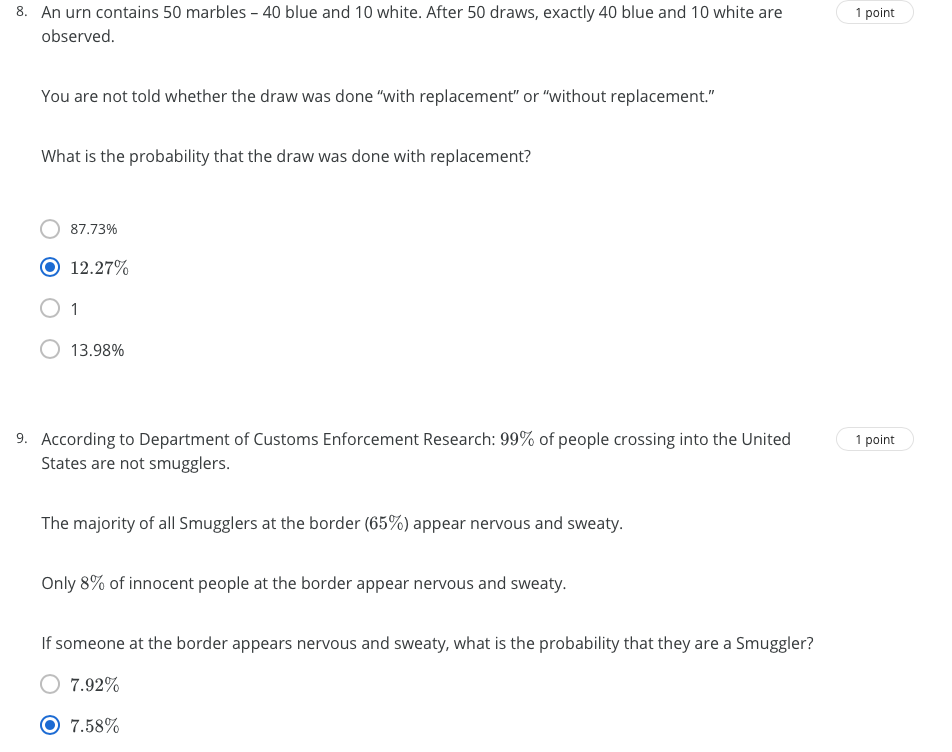 8. An urn contains 50 marbles – 40 blue and 10 white. After 50 draws, exactly 40 blue and 10 white are 1 point
observed.
You are not told whether the draw was done “with replacement” or “without replacement.”
What is the probability that the draw was done with replacement?
87.73%
12.27%
1
13.98%
9. According to Department of Customs Enforcement Research: 99% of people crossing into the United 1 point
States are not smugglers.
The majority of all Smugglers at the border (65%) appear nervous and sweaty.
Only 8% of innocent people at the border appear nervous and sweaty.
If someone at the border appears nervous and sweaty, what is the probability that they are a Smuggler?
7.92%
7.58%